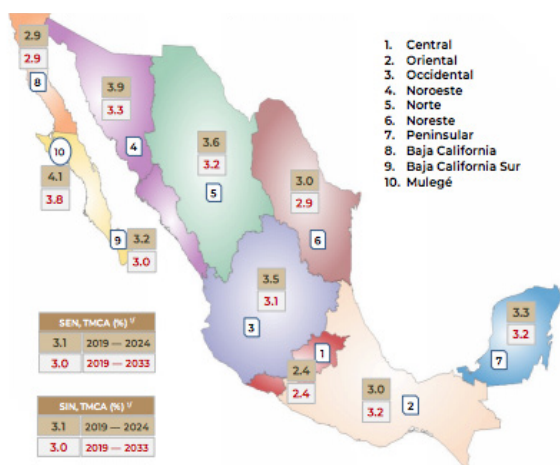 2.9
2.9
8
3.9
3.3
4
3.6
3.2
5
3.0
2.9
6
1. Central
2. Oriental
3. Occidental
4. Noroeste
5. Norte
6. Noreste
7. Peninsular
8. Baja California
9. Baja California Sur
10. Mulegé
10
4.1
3.8
9
3.2
3.0
3.5
3.1
3
1
2.4
2.4
3.0
3.2
2
3.3
3.2
7
SEN, TMCA (%) 1/
3.1 2019 — 2024
3.0 2019 — 2033
SIN, TMCA (%) 1/
3.1 2019 — 2024
3.0 2019 — 2033